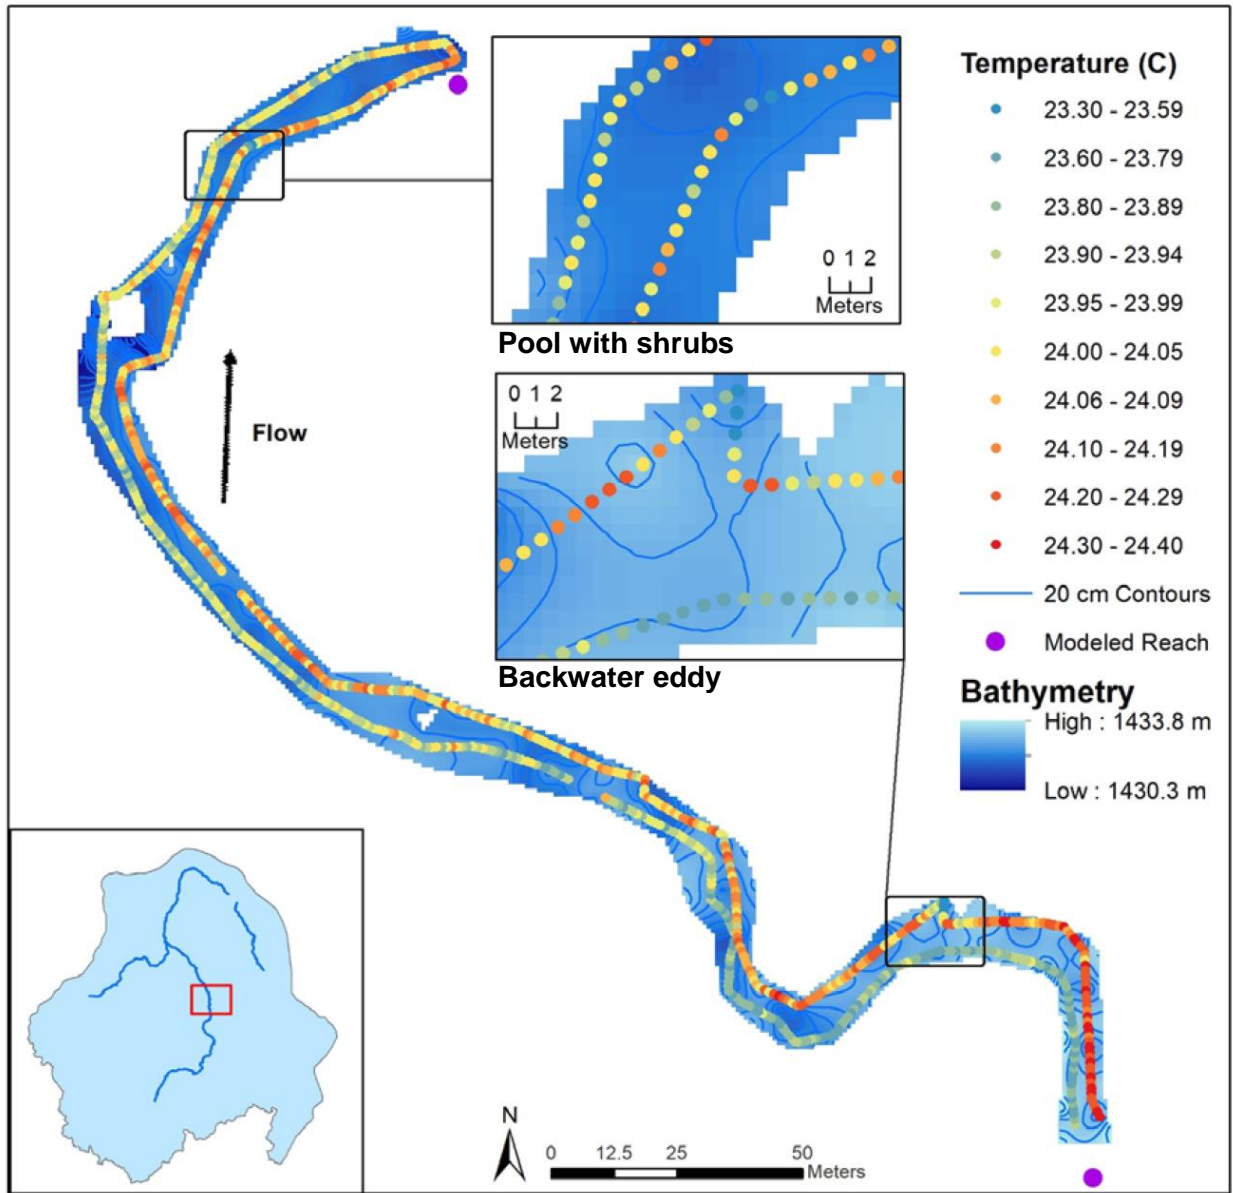 0 1 2
Meters
Pool with shrubs
0 1 2
Meters
Backwater eddy
Flow
Temperature (C)
23.30 - 23.59
23.60 - 23.79
23.80 - 23.89
23.90 - 23.94
23.95 - 23.99
24.00 - 24.05
24.06 - 24.09
24.10 - 24.19
24.20 - 24.29
24.30 - 24.40
20 cm Contours
Modeled Reach
Bathymetry
High : 1433.8 m
Low : 1430.3 m
N
0 12.5 25 50
Meters